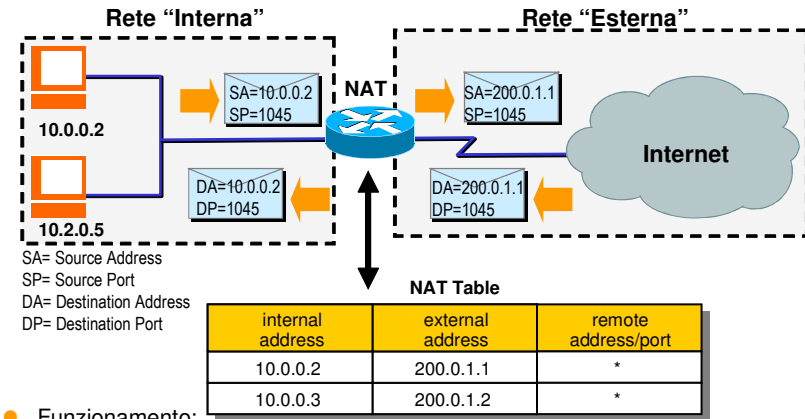 Rete “Interna”
Rete “Esterna”
SA=10.0.0.2
SP=1045
NAT
SA=200.0.1.1
SP=1045
10.0.0.2
Internet
DA=10.0.0.2
DP=1045
DA=200.0.1.1
DP=1045
10.2.0.5
SA= Source Address
SP= Source Port
DA= Destination Address
DP= Destination Port
NAT Table
internal address
external address
remote address/port
10.0.0.2 200.0.1.1 *
10.0.0.3 200.0.1.2 *
Funzionamento: